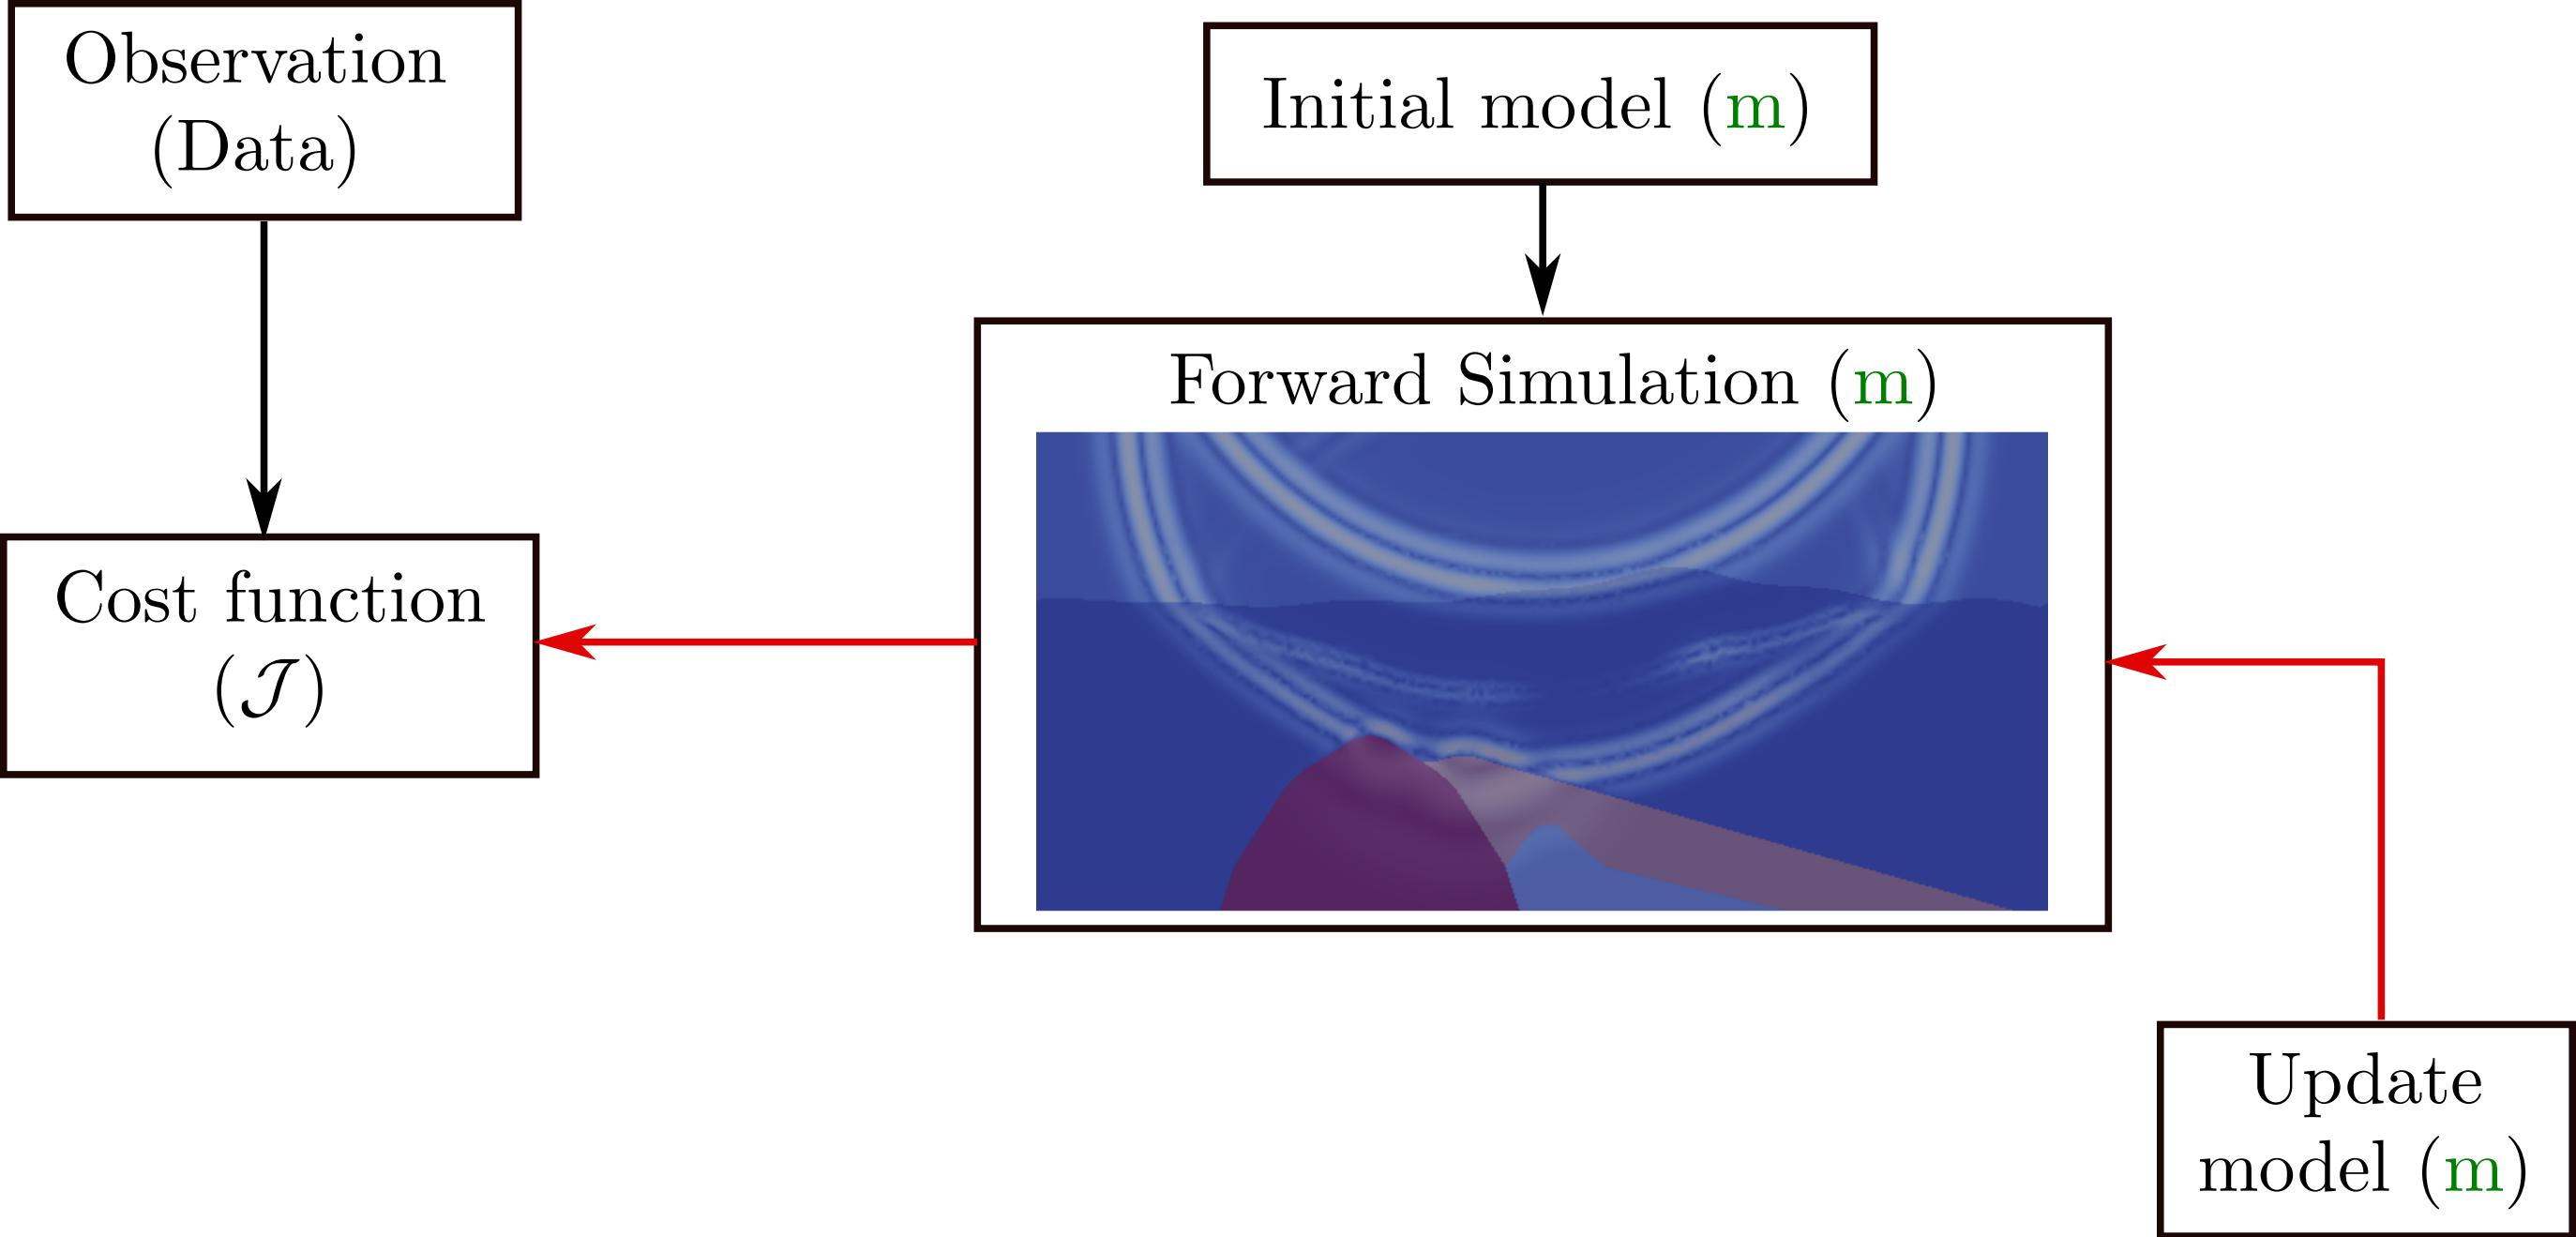 Observation
(Data)
Initial model (m)
Forward Simulation (m)
Cost function
(𝒥)
Update
model (m)